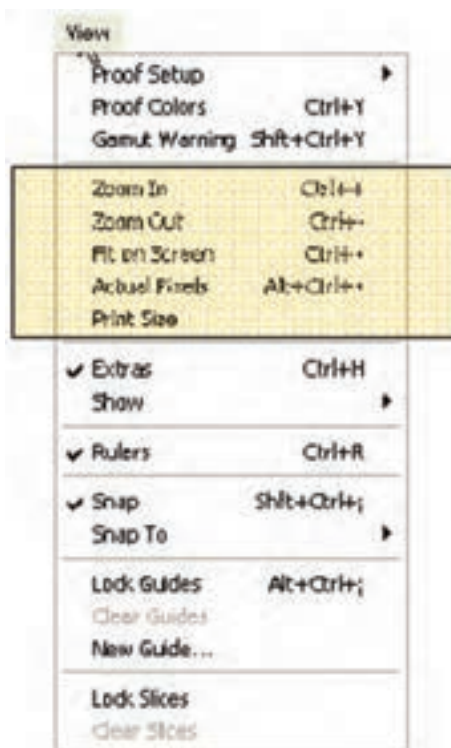 View
Proof Setup
Proof Colors Ctrl+Y
Gamut Warning Shft+Ctrl+Y
Zoom In Ctrl++
Zoom Out Ctrl+-
Fit on Screen
Actual Pixels
Print Size
Extras Ctrl+H
Show
Rulers Ctrl+R
Snap Shft+Ctrl+;
Snap To
Lock Guides Alt+Ctrl+;
Clear Guides
New Guide...
Lock Slices
Clear Slices